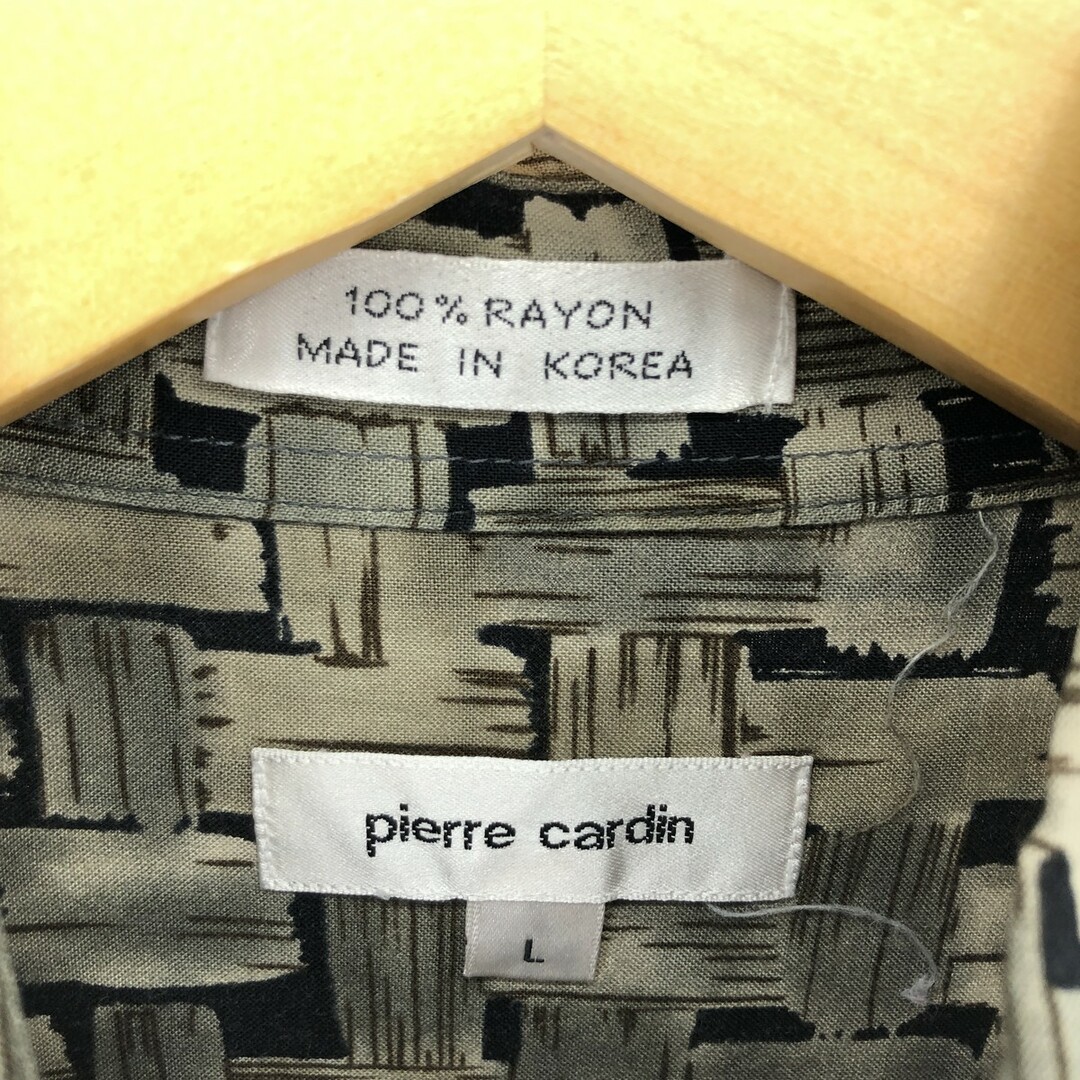 100% RAYON
MADE IN KOREA
pierre cardin
L